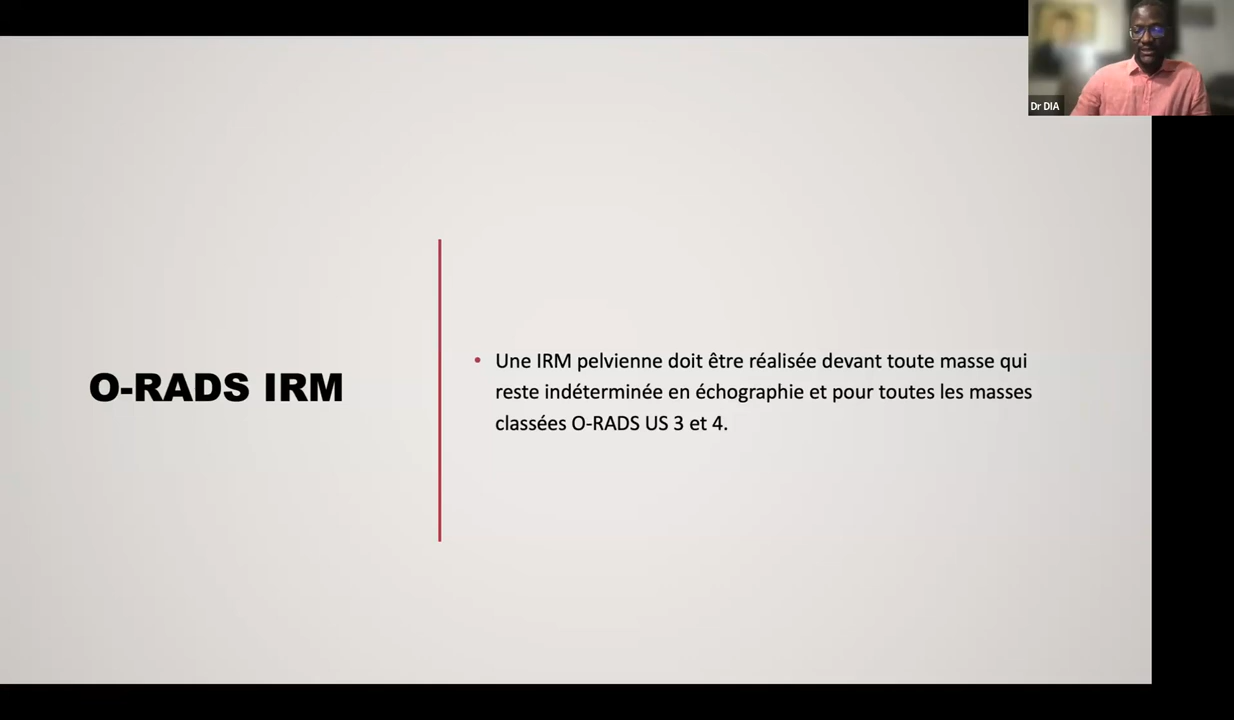 Dr DIA
O-RADS IRM
• Une IRM pelvienne doit être réalisée devant toute masse qui
reste indéterminée en échographie et pour toutes les masses
classées O-RADS US 3 et 4.